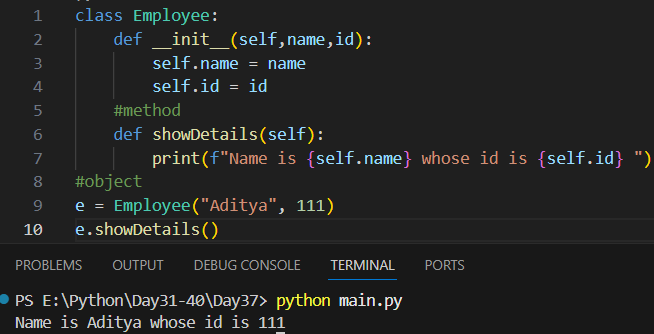 1 class Employee:
2     def __init__(self,name,id):
3         self.name = name
4         self.id = id
5     #method
6     def showDetails(self):
7         print(f"Name is {self.name} whose id is {self.id} ")
8 #object
9 e = Employee("Aditya", 111)
10 e.showDetails()
PROBLEMS OUTPUT DEBUG CONSOLE TERMINAL PORTS
PS E:\Python\Day31-40\Day37> python main.py
Name is Aditya whose id is 111